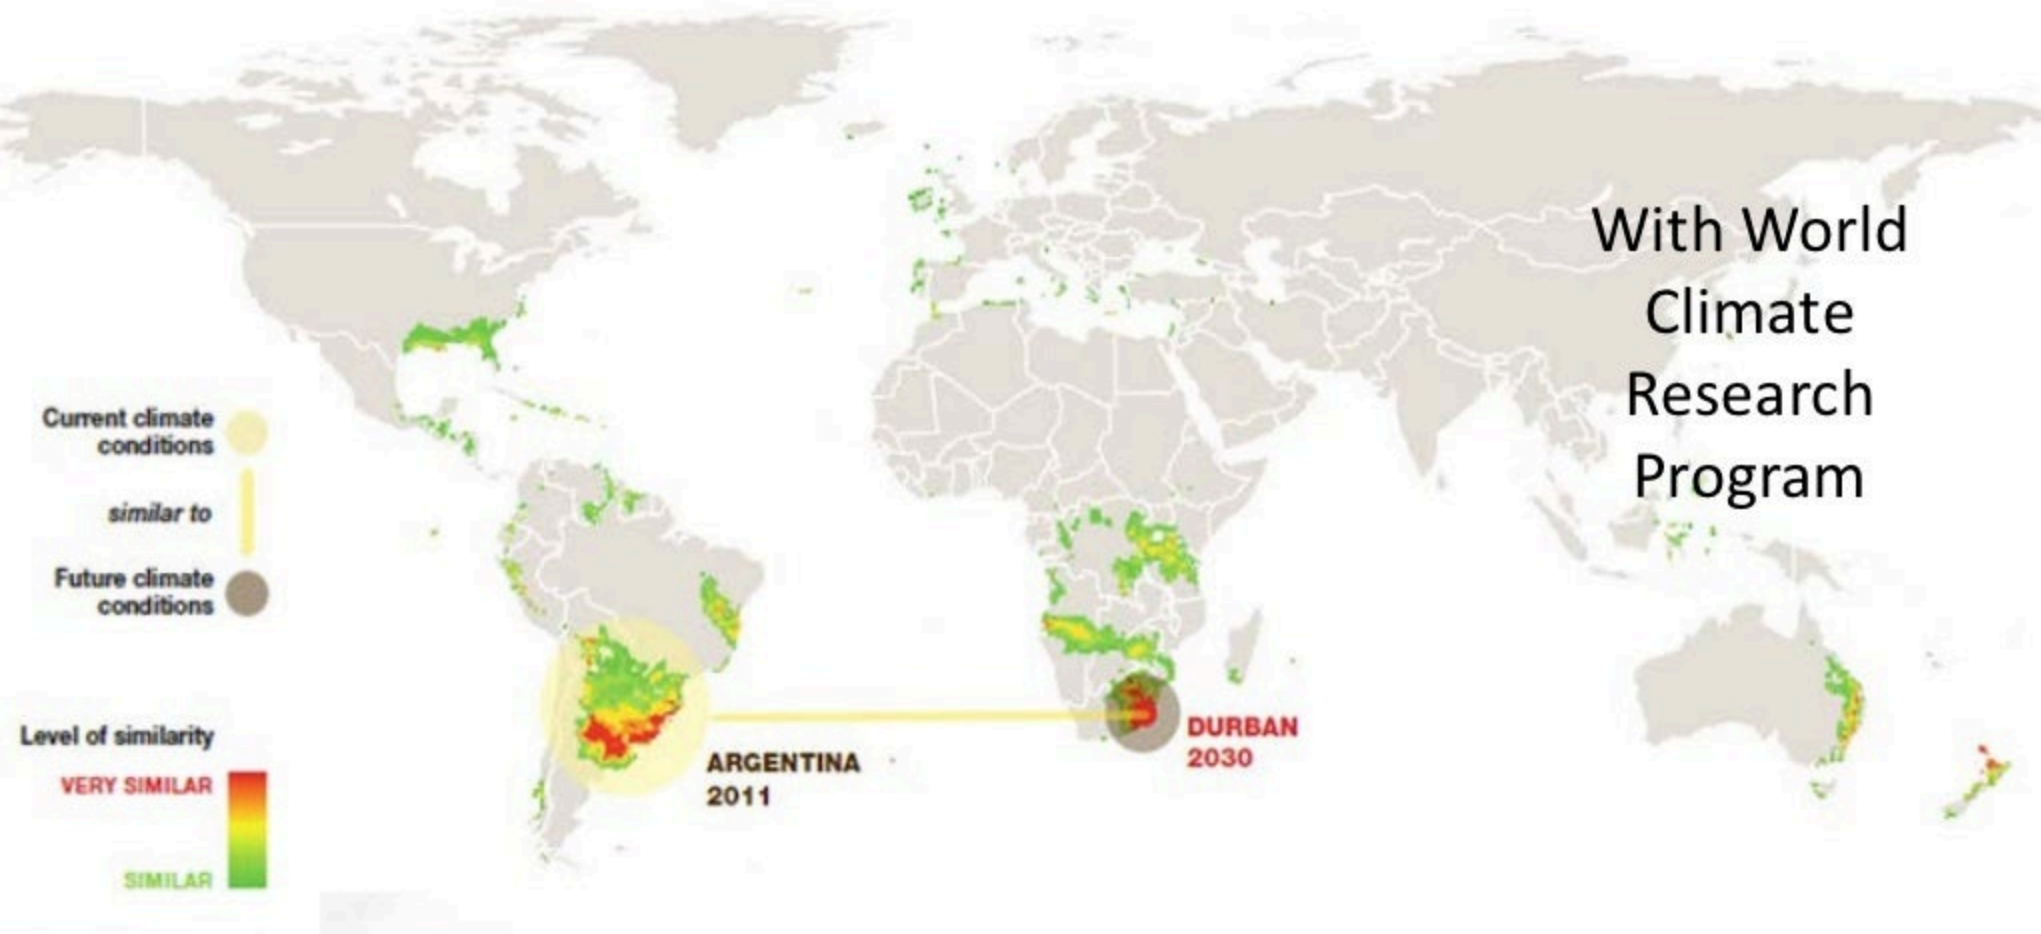 With World
Climate
Research
Program
Current climate
conditions
similar to
Future climate
conditions
Level of similarity
VERY SIMILAR
SIMILAR
ARGENTINA
2011
DURBAN
2030